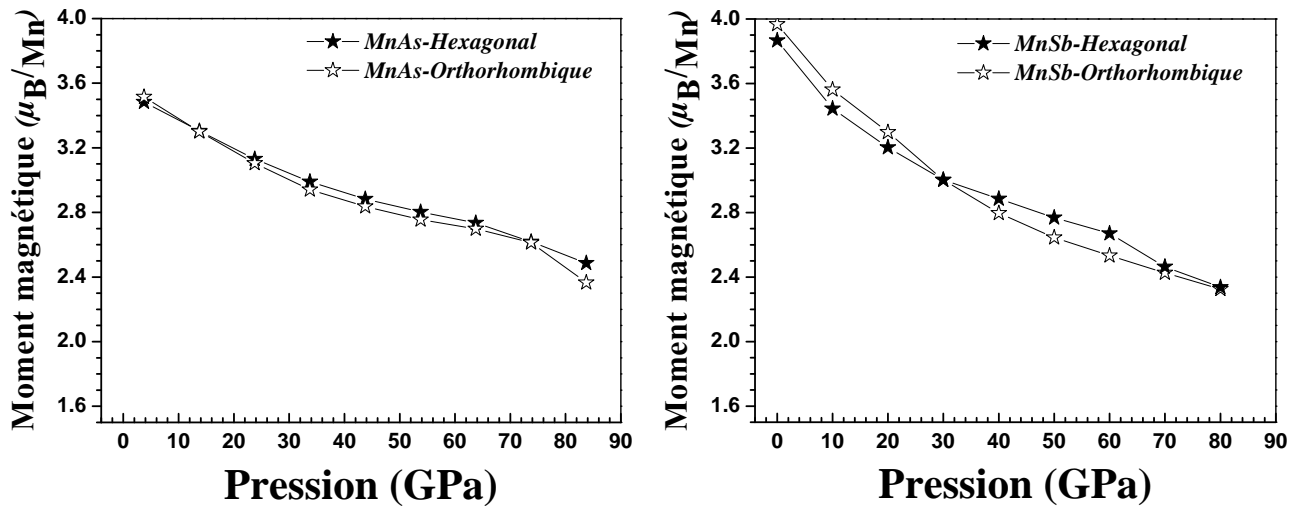 4.0
3.6
3.2
2.8
2.4
2.0
1.6
Moment magnétique (μB/Mn)
MnAs-Hexagonal
MnAs-Orthorhombique
0 10 20 30 40 50 60 70 80 90
Pression (GPa)
4.0
3.6
3.2
2.8
2.4
2.0
1.6
Moment magnétique (μB/Mn)
MnSb-Hexagonal
MnSb-Orthorhombique
0 10 20 30 40 50 60 70 80 90
Pression (GPa)